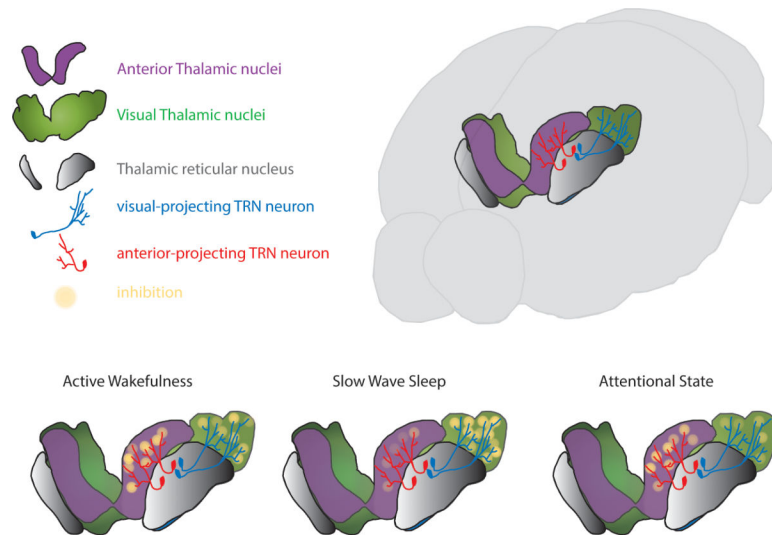 Anterior Thalamic nuclei
Visual Thalamic nuclei
Thalamic reticular nucleus
visual-projecting TRN neuron
anterior-projecting TRN neuron
inhibition
Active Wakefulness
Slow Wave Sleep
Attentional State